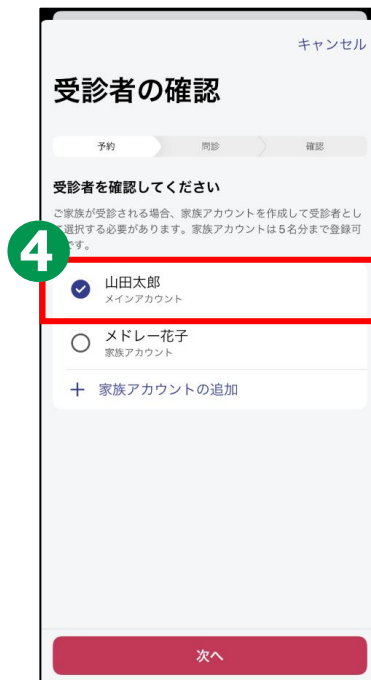 キャンセル
受診者の確認
予約
問診
確認
受診者を確認してください
ご家族が受診される場合、家族アカウントを作成して受診者とし
て選択する必要があります。家族アカウントは5名分まで登録可
です。
4
山田太郎
メインアカウント
メドレー花子
家族アカウント
+ 家族アカウントの追加
次へ